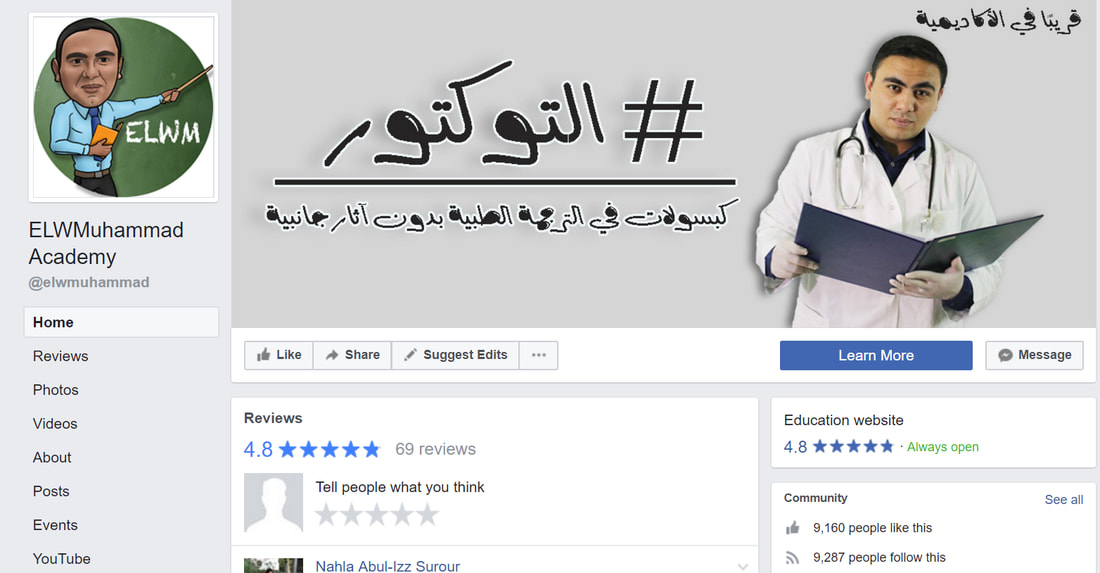 قريبًا في الأكاديمية
# التوكتور
كبسولات في الترجمة الطبية بدون آثار جانبية
ELWM
ELWMuhammad
Academy
@elwmuhammad
Home
Reviews
Photos
Videos
About
Posts
Events
YouTube
Like
Share
Suggest Edits
Learn More
Message
Reviews
4.8
69 reviews
Tell people what you think
Nahla Abul-Izz Surour
Education website
4.8 · Always open
Community
See all
9,160 people like this
9,287 people follow this